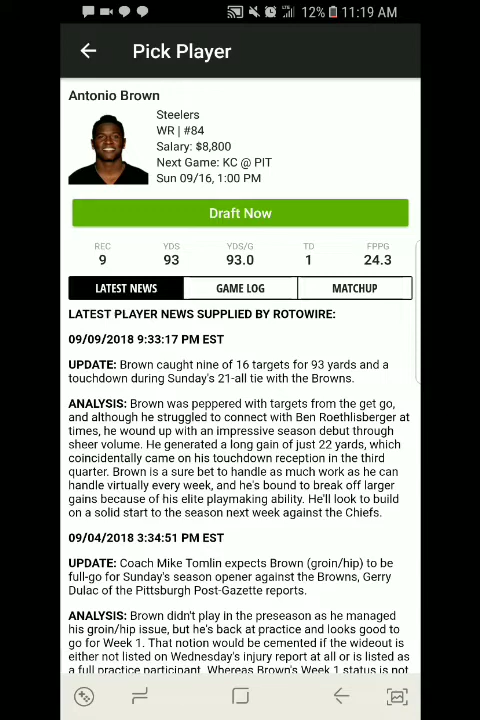 12% 11:19 AM
Pick Player
Antonio Brown
Steelers
WR | #84
Salary: $8,800
Next Game: KC @ PIT
Sun 09/16, 1:00 PM
Draft Now
REC YDS YDS/G TD FPPG
9 93 93.0 1 24.3
LATEST NEWS GAME LOG MATCHUP
LATEST PLAYER NEWS SUPPLIED BY ROTOWIRE:
09/09/2018 9:33:17 PM EST
UPDATE: Brown caught nine of 16 targets for 93 yards and a
touchdown during Sunday's 21-all tie with the Browns.
ANALYSIS: Brown was peppered with targets from the get go,
and although he struggled to connect with Ben Roethlisberger at
times, he wound up with an impressive season debut through
sheer volume. He generated a long gain of just 22 yards, which
coincidentally came on his touchdown reception in the third
quarter. Brown is a sure bet to handle as much work as he can
handle virtually every week, and he's bound to break off larger
gains because of his elite playmaking ability. He'll look to build
on a solid start to the season next week against the Chiefs.
09/04/2018 3:34:51 PM EST
UPDATE: Coach Mike Tomlin expects Brown (groin/hip) to be
full-go for Sunday's season opener against the Browns, Gerry
Dulac of the Pittsburgh Post-Gazette reports.
ANALYSIS: Brown didn't play in the preseason as he managed
his groin/hip issue, but he's back at practice and looks good to
go for Week 1. That notion would be cemented if the wideout is
either not listed on Wednesday's injury report at all or is listed as
a full practice participant. Whereas Brown's Week 1 status is not